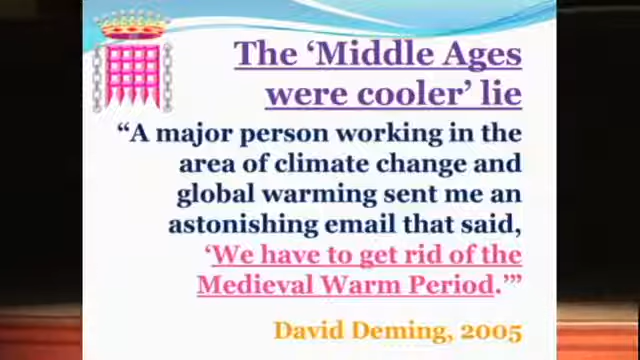 The ‘Middle Ages
were cooler’ lie
“A major person working in the
area of climate change and
global warming sent me an
astonishing email that said,
‘We have to get rid of the
Medieval Warm Period.’”
David Deming, 2005